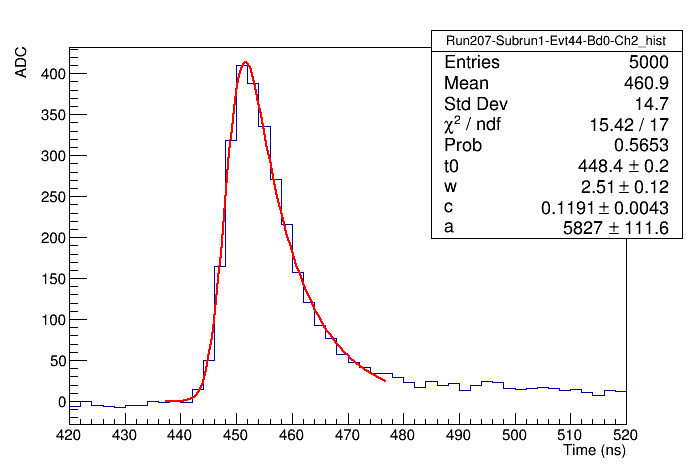 Run207-Subrun1-Evt44-Bd0-Ch2_hist
Entries 5000
Mean 460.9
Std Dev 14.7
χ² / ndf 15.42 / 17
Prob 0.5653
t0 448.4 ± 0.2
w 2.51 ± 0.12
c 0.1191 ± 0.0043
a 5827 ± 111.6
ADC
400
350
300
250
200
150
100
50
0
420 430 440 450 460 470 480 490 500 510 520
Time (ns)